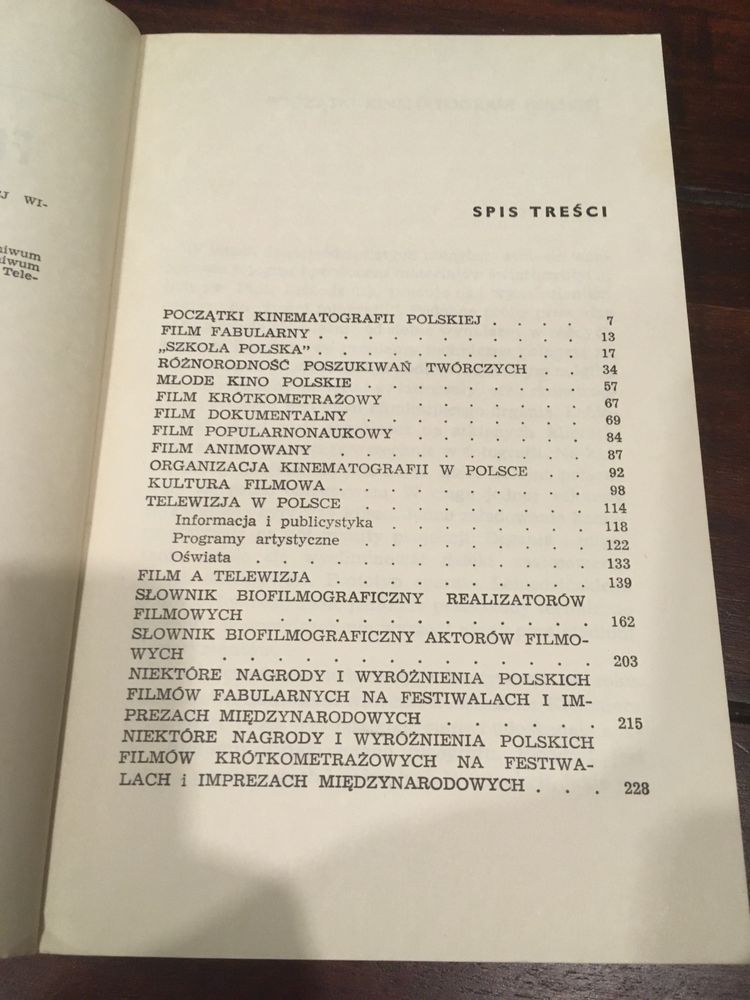 WI-
Tele-
SPIS TREŚCI
POCZĄTKI KINEMATOGRAFII POLSKIEJ . . . . 7
FILM FABULARNY . . . . . . . . . . 13
„SZKOŁA POLSKA” . . . . . . . . . . 17
RÓŻNORODNOŚĆ POSZUKIWAŃ TWÓRCZYCH . . 34
MŁODE KINO POLSKIE . . . . . . . . 57
FILM KRÓTKOMETRAŻOWY . . . . . . 67
FILM DOKUMENTALNY . . . . . . . . 69
FILM POPULARNONAUKOWY . . . . . . 84
FILM ANIMOWANY . . . . . . . . . 87
ORGANIZACJA KINEMATOGRAFII W POLSCE . . 92
KULTURA FILMOWA . . . . . . . . . 98
TELEWIZJA W POLSCE . . . . . . . . 114
Informacja i publicystyka . . . . . . . 118
Programy artystyczne . . . . . . . . 122
Oświata . . . . . . . . . . . . 133
FILM A TELEWIZJA . . . . . . . . . 139
SŁOWNIK BIOFILMOGRAFICZNY REALIZATORÓW
FILMOWYCH . . . . . . . . . . . . 162
SŁOWNIK BIOFILMOGRAFICZNY AKTORÓW FILMO-
WYCH . . . . . . . . . . . . . . 203
NIEKTÓRE NAGRODY I WYRÓŻNIENIA POLSKICH
FILMÓW FABULARNYCH NA FESTIWALACH I IM-
PREZACH MIĘDZYNARODOWYCH . . . . . . 215
NIEKTÓRE NAGRODY I WYRÓŻNIENIA POLSKICH
FILMÓW KRÓTKOMETRAŻOWYCH NA FESTIWA-
LACH i IMPREZACH MIĘDZYNARODOWYCH . . . 228